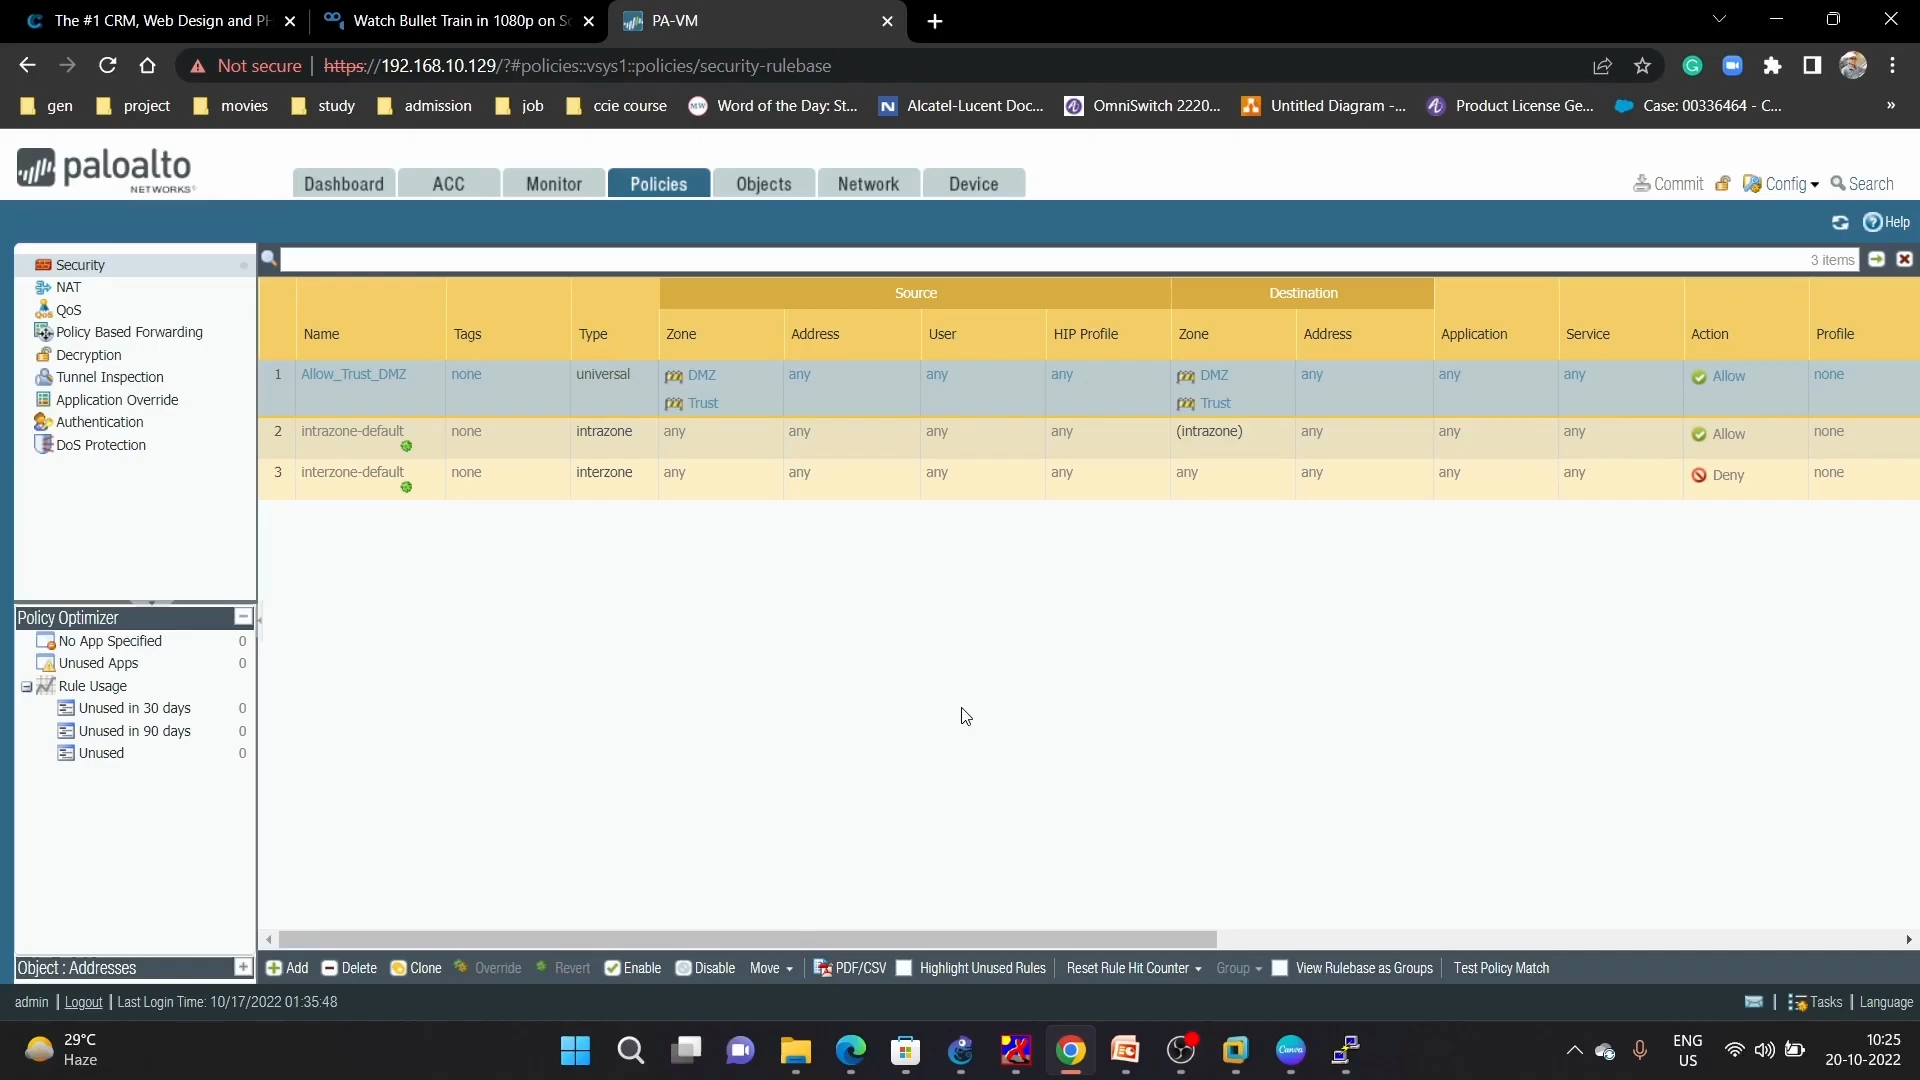 The #1 CRM, Web Design and PH
Watch Bullet Train in 1080p on So
PA-VM
Not secure | https://192.168.10.129/?#policies::vsys1::policies/security-rulebase
gen project movies study admission job ccie course Word of the Day: St... Alcatel-Lucent Doc... OmniSwitch 2220... Untitled Diagram -... Product License Ge... Case: 00336464 - C... »
paloalto
NETWORKS
Dashboard ACC Monitor Policies Objects Network Device
Commit Config Search
Help
Security
NAT
QoS
Policy Based Forwarding
Decryption
Tunnel Inspection
Application Override
Authentication
DoS Protection
3 items
Source Destination
Name Tags Type Zone Address User HIP Profile Zone Address Application Service Action Profile
1 Allow_Trust_DMZ none universal DMZ any any any DMZ any any any Allow none
Trust Trust
2 intrazone-default none intrazone any any any any (intrazone) any any any Allow none
3 interzone-default none interzone any any any any any any any any Deny none
Policy Optimizer
No App Specified 0
Unused Apps 0
Rule Usage
Unused in 30 days 0
Unused in 90 days 0
Unused 0
Object : Addresses
Add Delete Clone Override Revert Enable Disable Move PDF/CSV Highlight Unused Rules Reset Rule Hit Counter Group View Rulebase as Groups Test Policy Match
admin | Logout | Last Login Time: 10/17/2022 01:35:48
Tasks | Language
29°C
Haze
Canva
ENG
US
10:25
20-10-2022